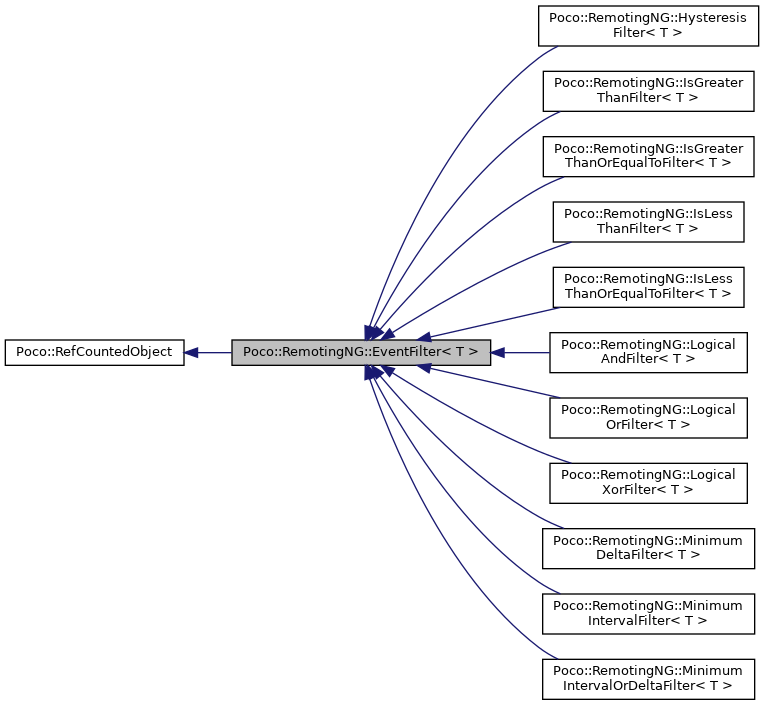 Poco::RemotingNG::Hysteresis
Filter< T >
Poco::RemotingNG::IsGreater
ThanFilter< T >
Poco::RemotingNG::IsGreater
ThanOrEqualToFilter< T >
Poco::RemotingNG::IsLess
ThanFilter< T >
Poco::RemotingNG::IsLess
ThanOrEqualToFilter< T >
Poco::RefCountedObject
Poco::RemotingNG::EventFilter< T >
Poco::RemotingNG::Logical
AndFilter< T >
Poco::RemotingNG::Logical
OrFilter< T >
Poco::RemotingNG::Logical
XorFilter< T >
Poco::RemotingNG::Minimum
DeltaFilter< T >
Poco::RemotingNG::Minimum
IntervalFilter< T >
Poco::RemotingNG::Minimum
IntervalOrDeltaFilter< T >